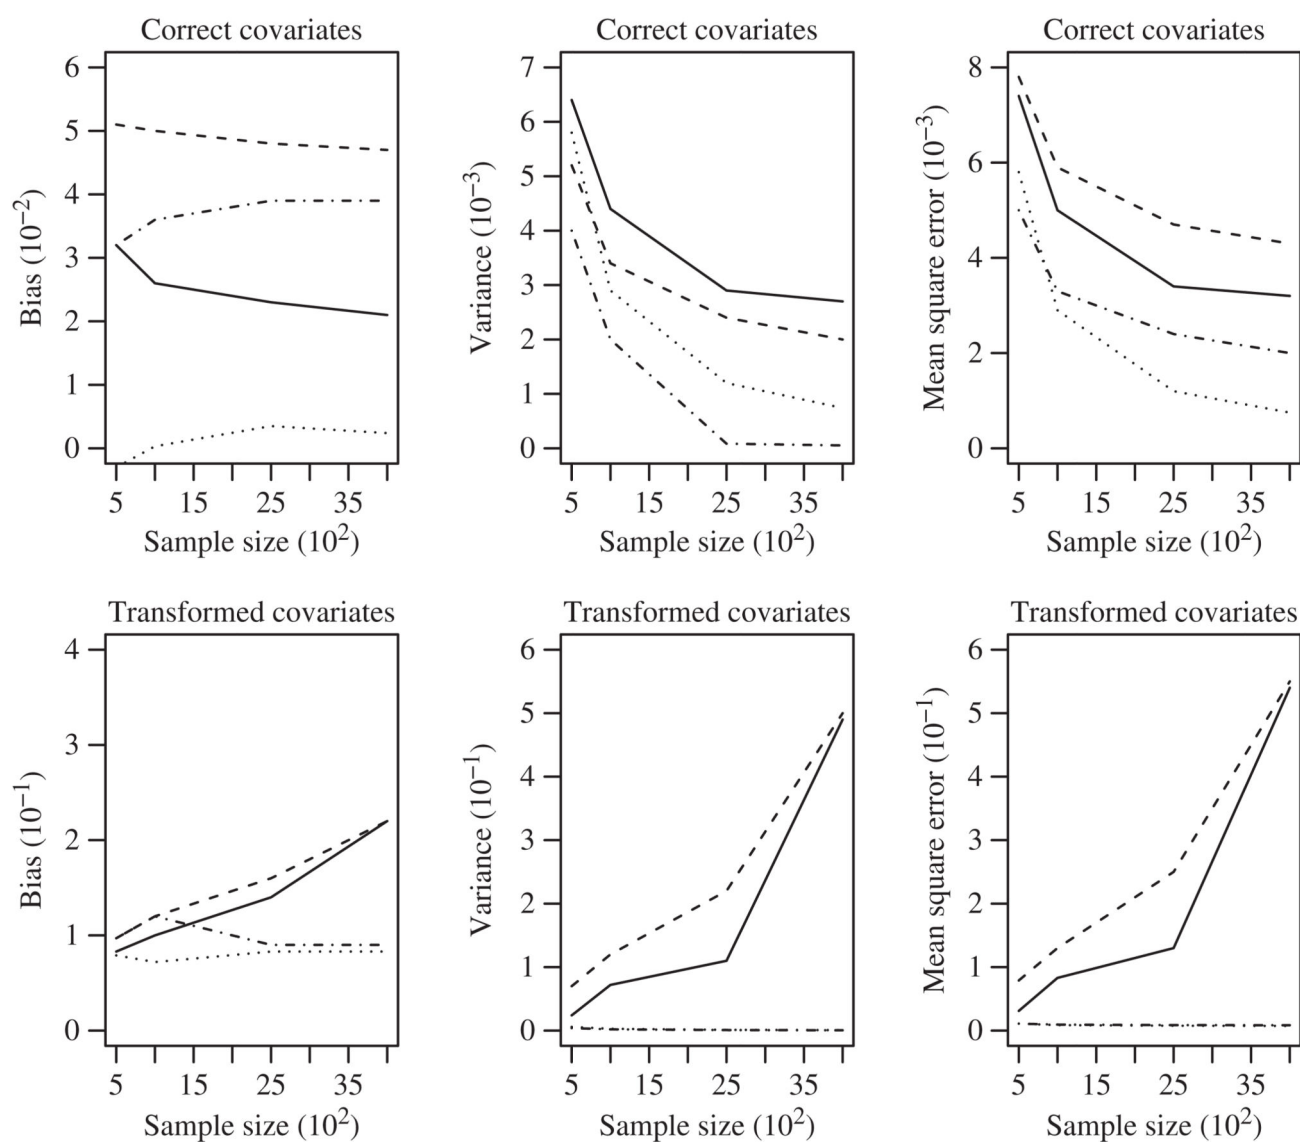 Correct covariates
Bias (10⁻²)
6
5
4
3
2
1
0
5 15 25 35
Sample size (10²)
Correct covariates
Variance (10⁻³)
7
6
5
4
3
2
1
0
5 15 25 35
Sample size (10²)
Correct covariates
Mean square error (10⁻³)
8
6
4
2
0
5 15 25 35
Sample size (10²)
Transformed covariates
Bias (10⁻¹)
4
3
2
1
0
5 15 25 35
Sample size (10²)
Transformed covariates
Variance (10⁻¹)
6
5
4
3
2
1
0
5 15 25 35
Sample size (10²)
Transformed covariates
Mean square error (10⁻¹)
6
5
4
3
2
1
0
5 15 25 35
Sample size (10²)